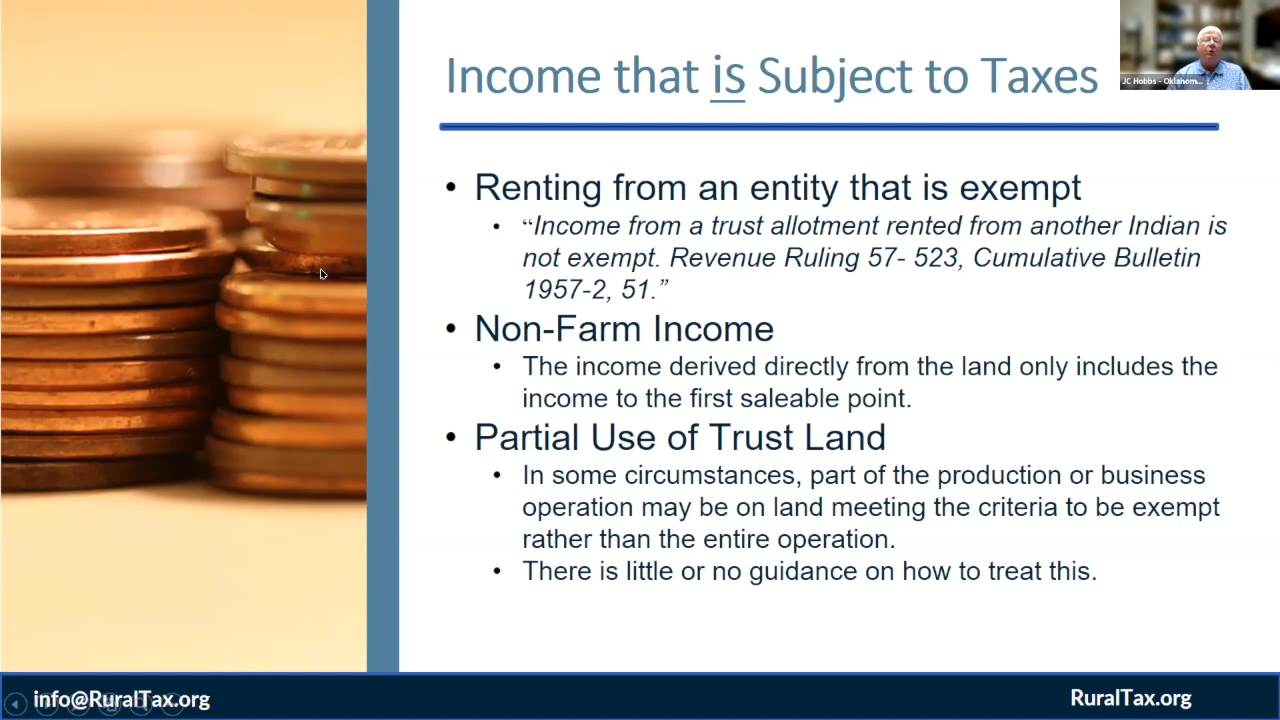 Income that is Subject to Taxes
JC Hobbs - Oklahom...
• Renting from an entity that is exempt
• “Income from a trust allotment rented from another Indian is
not exempt. Revenue Ruling 57- 523, Cumulative Bulletin
1957-2, 51.”
• Non-Farm Income
• The income derived directly from the land only includes the
income to the first saleable point.
• Partial Use of Trust Land
• In some circumstances, part of the production or business
operation may be on land meeting the criteria to be exempt
rather than the entire operation.
• There is little or no guidance on how to treat this.
info@RuralTax.org
RuralTax.org